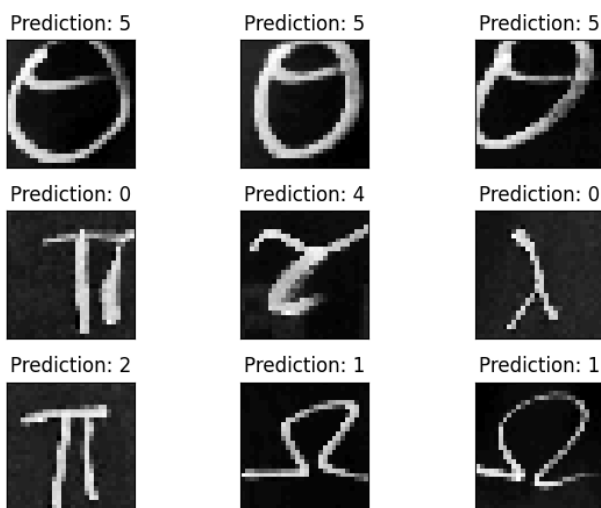 Prediction: 5 Prediction: 5 Prediction: 5
θ θ θ
Prediction: 0 Prediction: 4 Prediction: 0
π τ λ
Prediction: 2 Prediction: 1 Prediction: 1
π Ω Ω